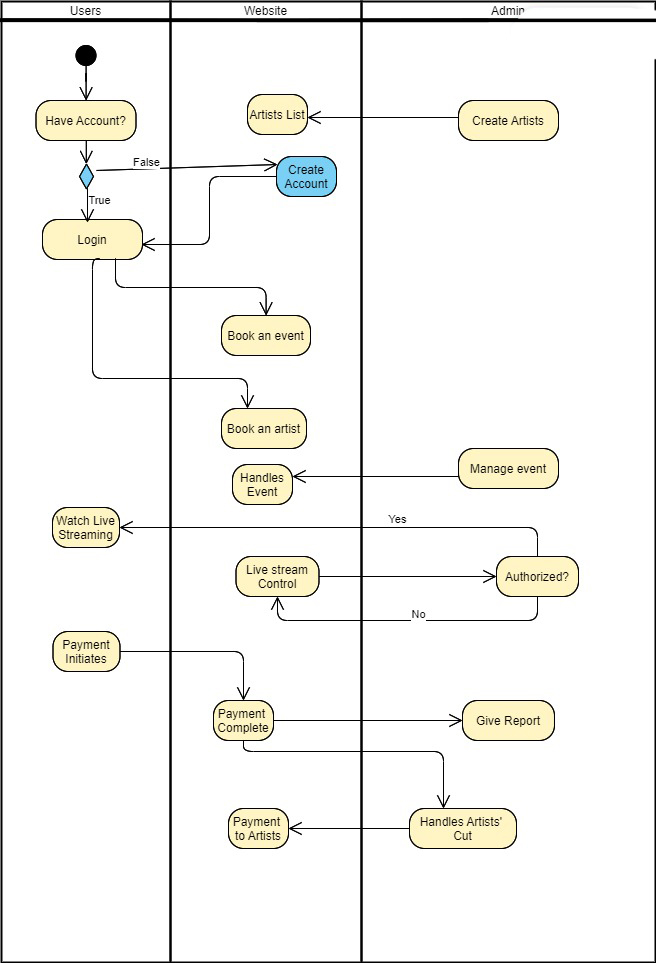 Users
Website
Admin
Have Account?
Artists List
Create Artists
False
Create
Account
True
Login
Book an event
Book an artist
Handles
Event
Manage event
Watch Live
Streaming
Yes
Live stream
Control
Authorized?
No
Payment
Initiates
Payment
Complete
Give Report
Payment
to Artists
Handles Artists'
Cut